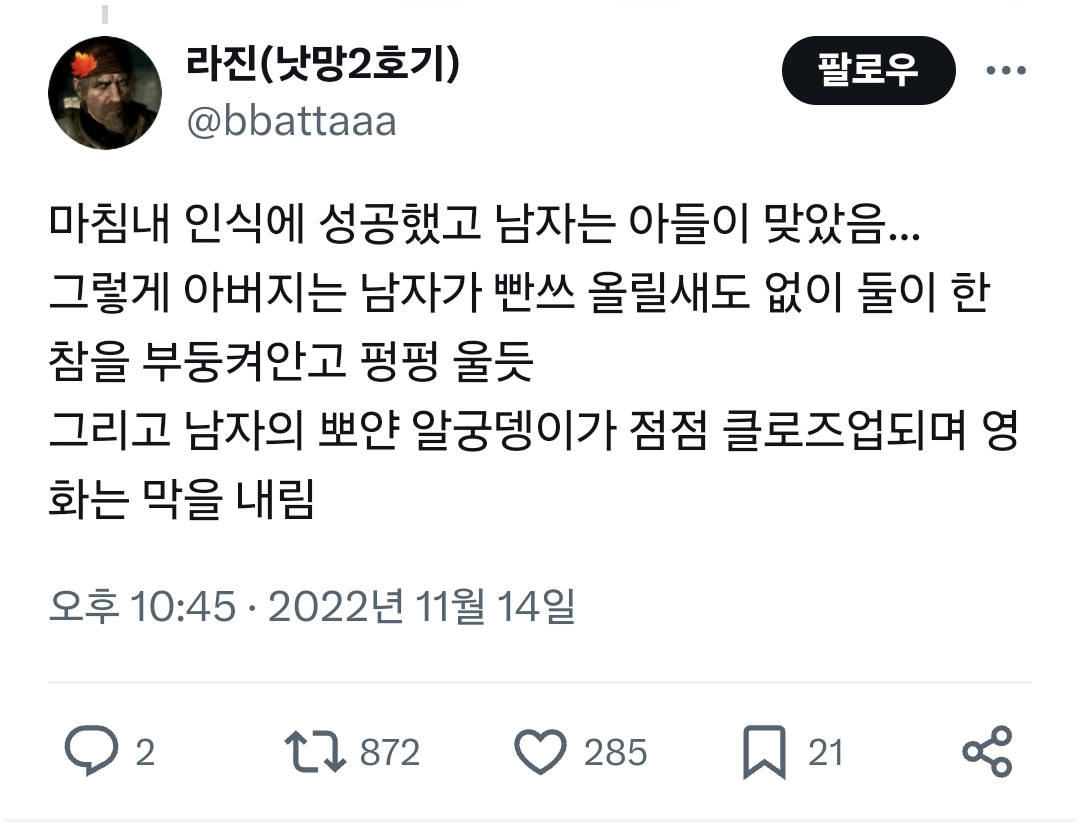 라진(낫망2호기)
팔로우
@bbattaaa
마침내 인식에 성공했고 남자는 아들이 맞았음...
그렇게 아버지는 남자가 빤쓰 올릴새도 없이 둘이 한
참을 부둥켜안고 펑펑 울듯
그리고 남자의 뽀얀 알궁뎅이가 점점 클로즈업되며 영
화는 막을 내림
오후 10:45 · 2022년 11월 14일
2 872 285 21